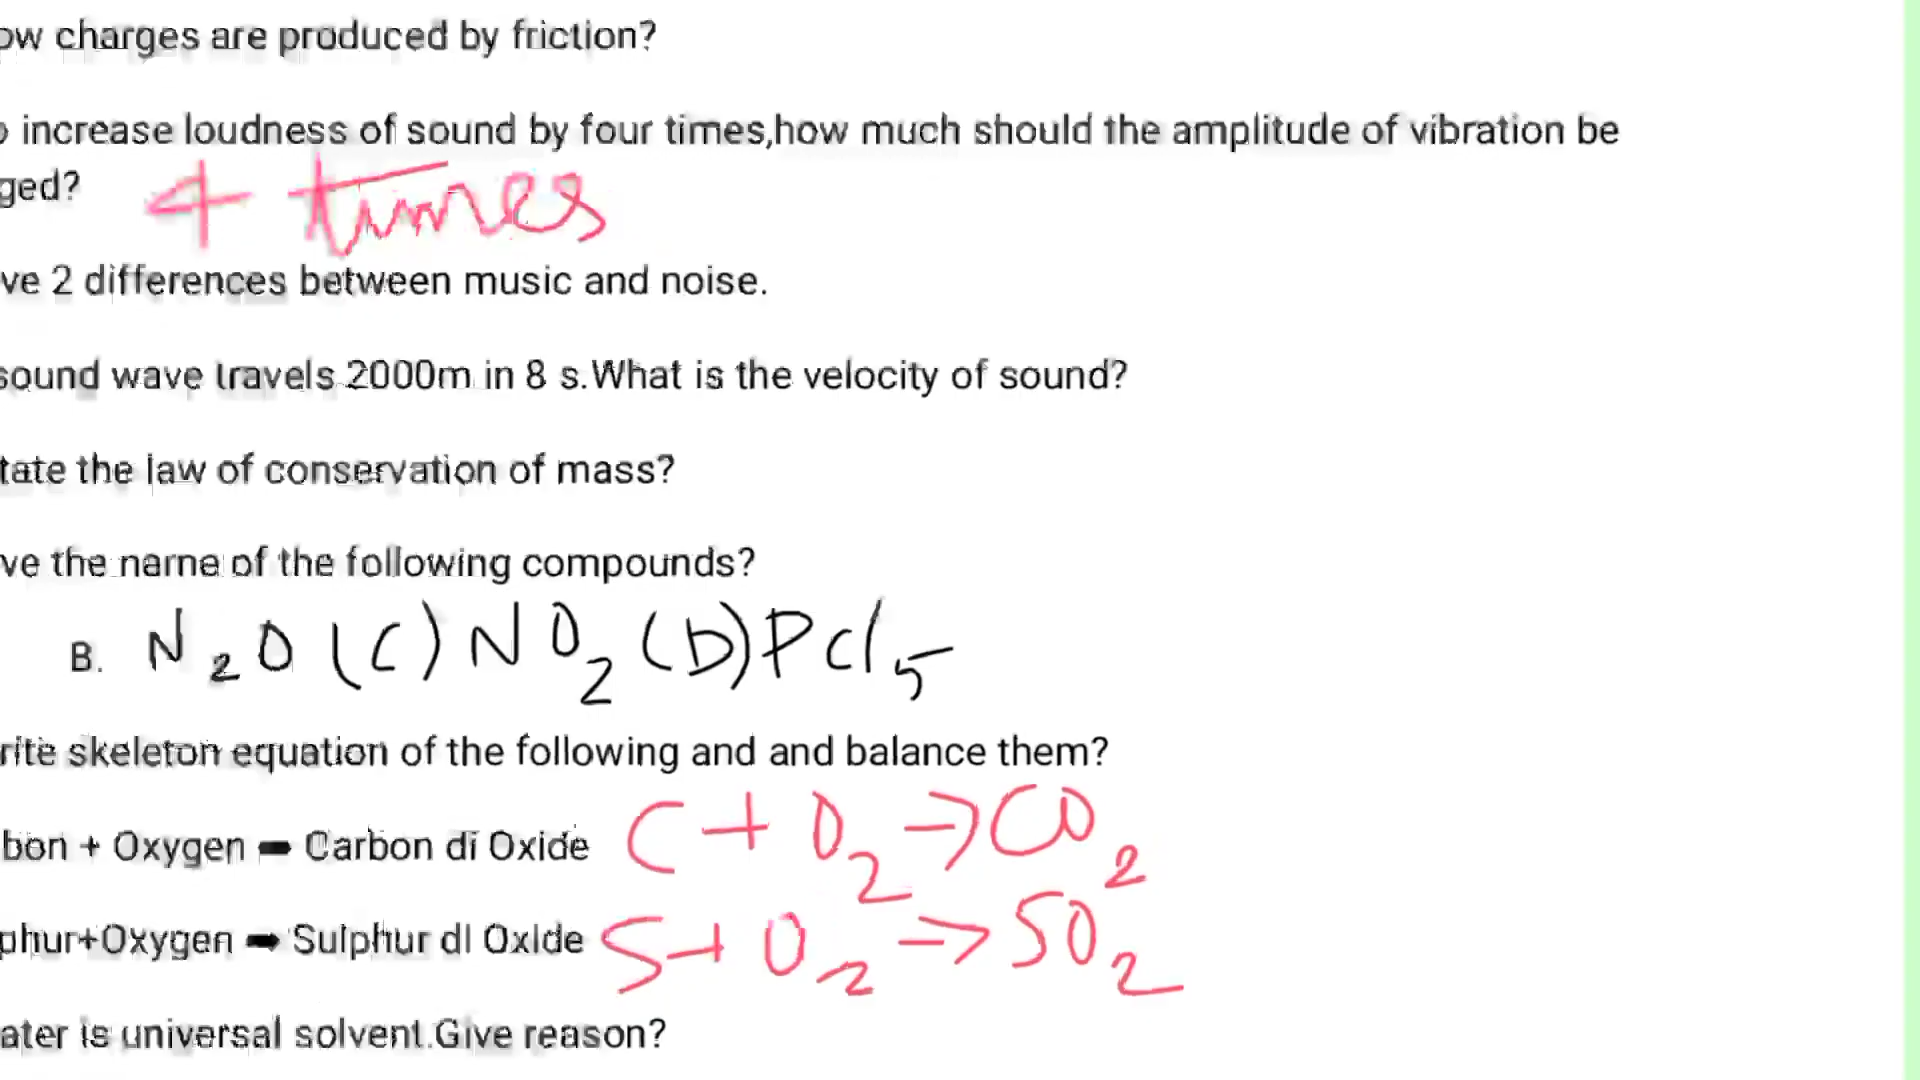 ow charges are produced by friction?
o increase loudness of sound by four times,how much should the amplitude of vibration be
ged? 4 times
ve 2 differences between music and noise.
sound wave travels 2000m in 8 s.What is the velocity of sound?
tate the law of conservation of mass?
ve the name of the following compounds?
B. N2O (C) NO2 (D) PCl5
rite skeleton equation of the following and and balance them?
bon + Oxygen ➡ Carbon di Oxide C + O2 → CO2
phur+Oxygen ➡ Sulphur di Oxide S + O2 → SO2
ater is universal solvent.Give reason?